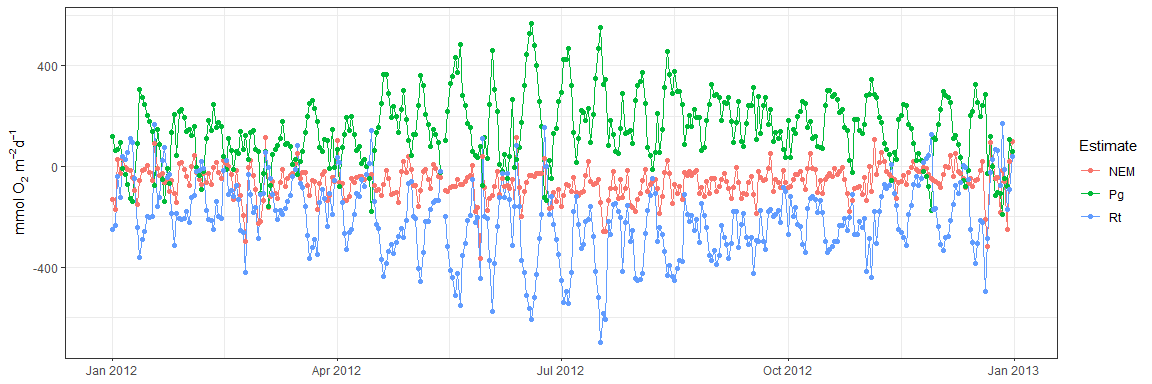 mmol O₂ m⁻²d⁻¹
400
0
-400
Jan 2012
Apr 2012
Jul 2012
Oct 2012
Jan 2013
Estimate
NEM
Pg
Rt